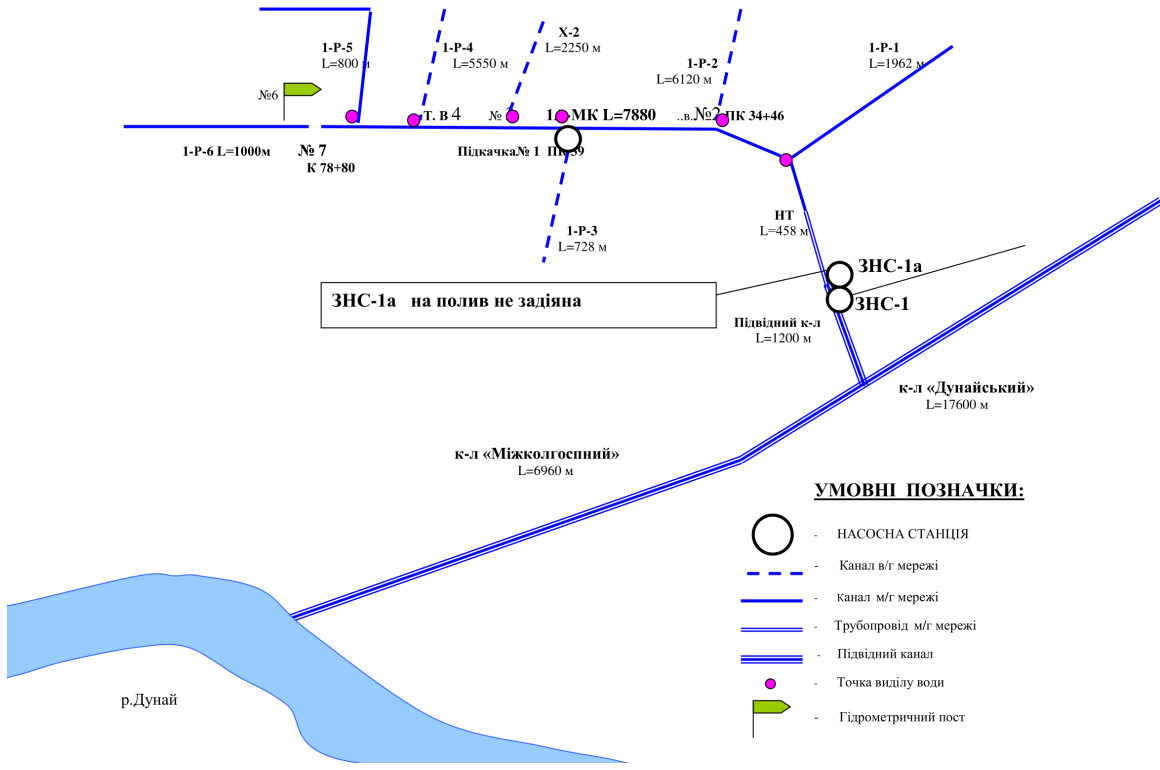 Х-2
L=2250 м
1-Р-5
L=800 м
1-Р-4
L=5550 м
1-Р-2
L=6120 м
1-Р-1
L=1962 м
№6
Т. В 4
№
МК L=7880
..в. №2 ПК 34+46
1-Р-6 L=1000м
№ 7
К 78+80
Підкачка№ 1
1-Р-3
L=728 м
НТ
L=458 м
ЗНС-1а
ЗНС-1а на полив не задіяна
ЗНС-1
Підвідний к-л
L=1200 м
к-л «Дунайський»
L=17600 м
к-л «Міжколгоспний»
L=6960 м
УМОВНІ ПОЗНАЧКИ:
- НАСОСНА СТАНЦІЯ
- Канал в/г мережі
- Канал м/г мережі
- Трубопровід м/г мережі
- Підвідний канал
- Точка виділу води
- Гідрометричний пост
р.Дунай